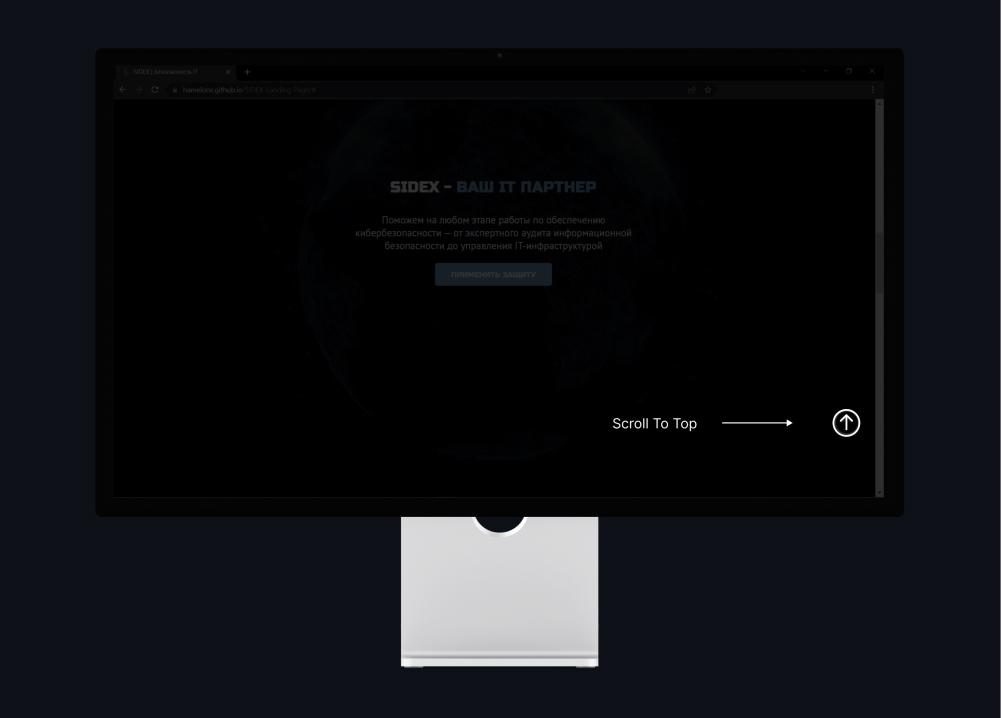 SIDEX | Безопасность IT
hamelons.github.io/SIDEX-Landing-Page/#
SIDEX - ВАШ IT ПАРТНЕР
Поможем на любом этапе работы по обеспечению
кибербезопасности — от экспертного аудита информационной
безопасности до управления IT-инфраструктурой
ПРИМЕНИТЬ ЗАЩИТУ
Scroll To Top